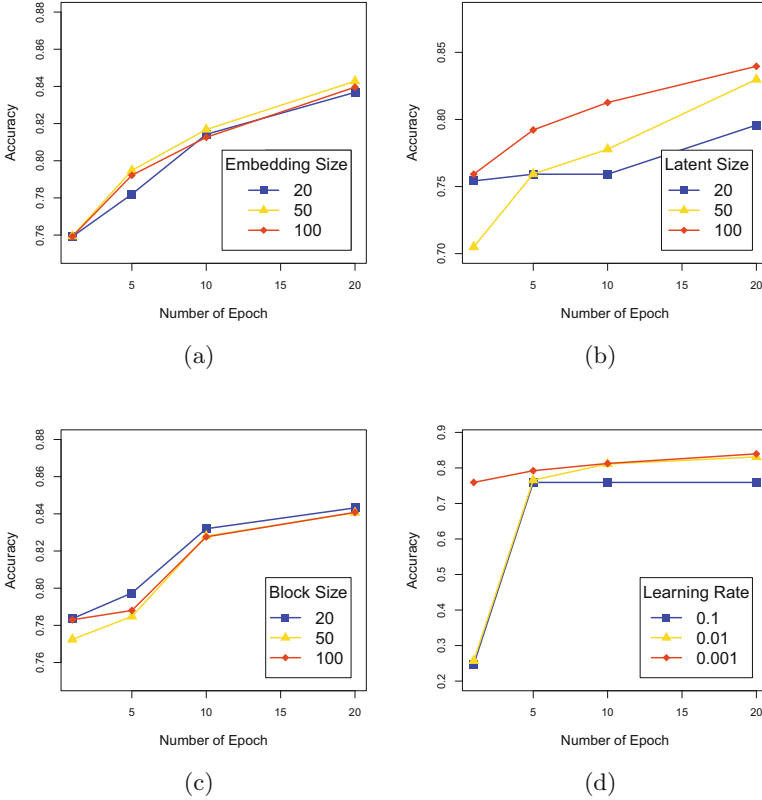 0.88
0.86
0.84
0.82
0.80
0.78
0.76
Accuracy
Embedding Size
20
50
100
5 10 15 20
Number of Epoch
(a)
0.85
0.80
0.75
0.70
Accuracy
Latent Size
20
50
100
5 10 15 20
Number of Epoch
(b)
0.88
0.86
0.84
0.82
0.80
0.78
0.76
Accuracy
Block Size
20
50
100
5 10 15 20
Number of Epoch
(c)
0.9
0.8
0.7
0.6
0.5
0.4
0.3
0.2
Accuracy
Learning Rate
0.1
0.01
0.001
5 10 15 20
Number of Epoch
(d)